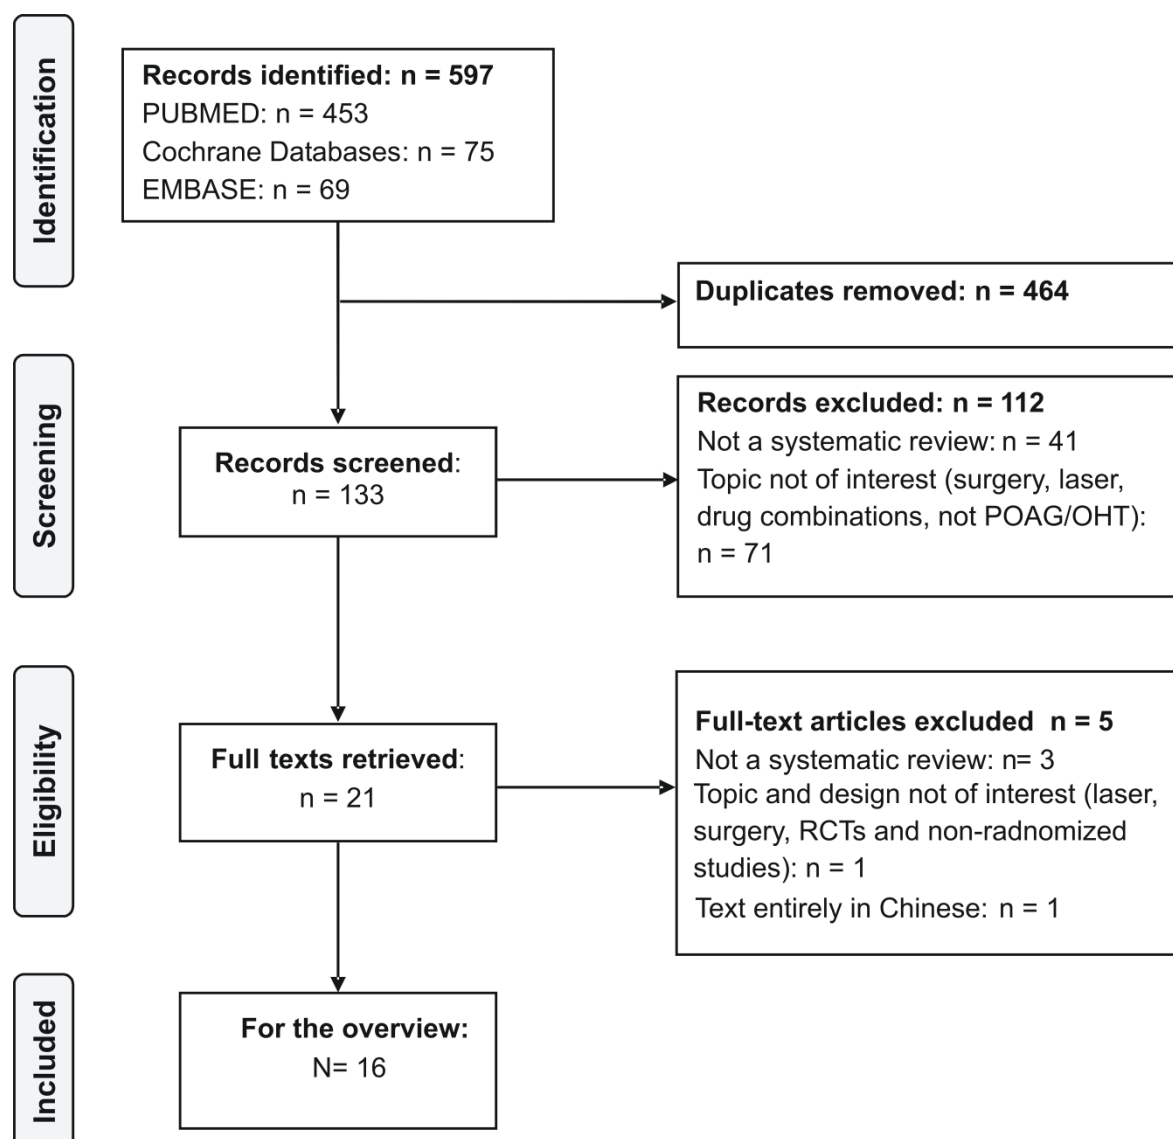 Identification
Records identified: n = 597
PUBMED: n = 453
Cochrane Databases: n = 75
EMBASE: n = 69
Duplicates removed: n = 464
Screening
Records screened:
n = 133
Records excluded: n = 112
Not a systematic review: n = 41
Topic not of interest (surgery, laser,
drug combinations, not POAG/OHT):
n = 71
Eligibility
Full texts retrieved:
n = 21
Full-text articles excluded n = 5
Not a systematic review: n= 3
Topic and design not of interest (laser,
surgery, RCTs and non-radnomized
studies): n = 1
Text entirely in Chinese: n = 1
Included
For the overview:
N= 16